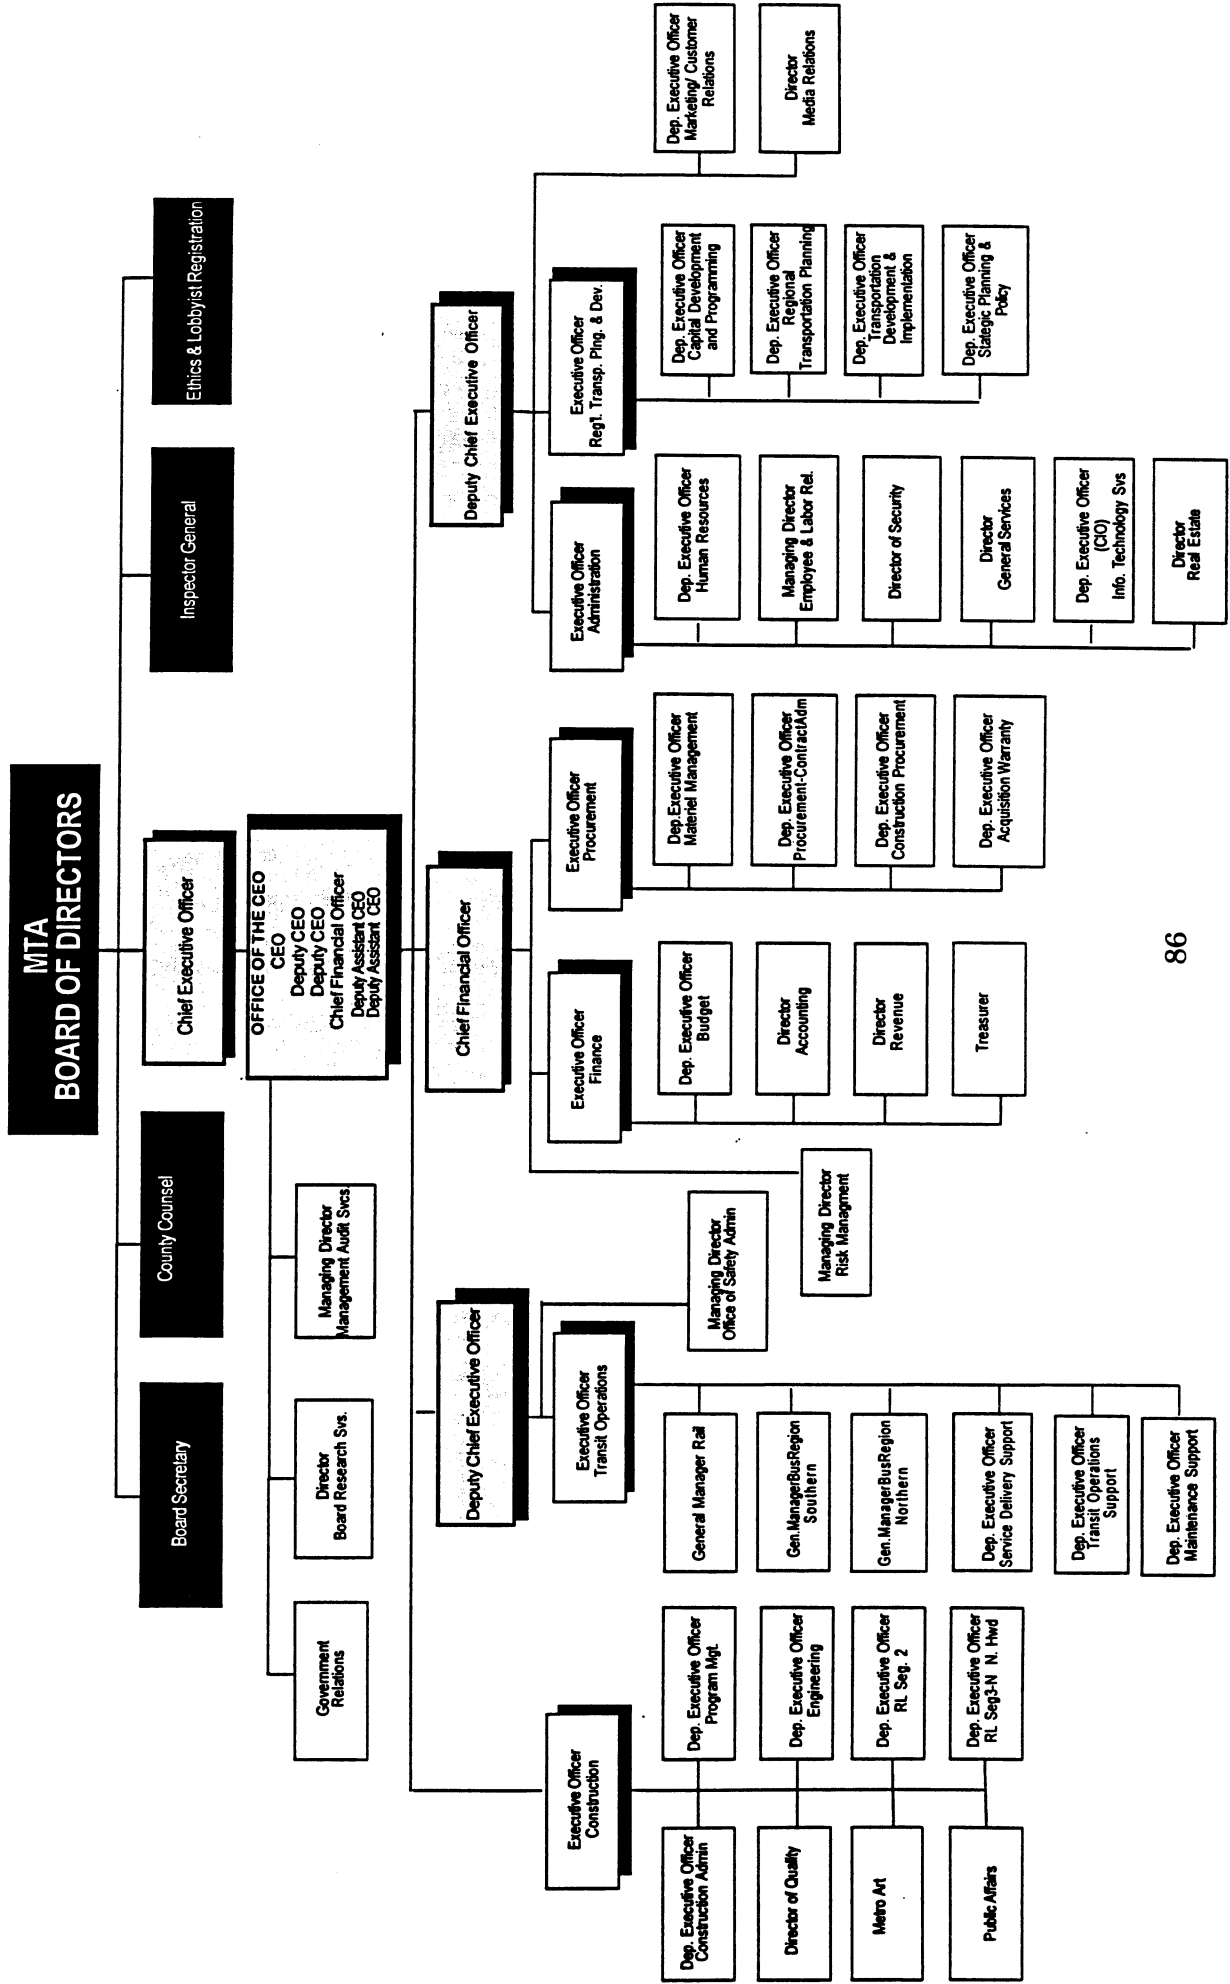 MTA
BOARD OF DIRECTORS
Board Secretary
County Counsel
Chief Executive Officer
Inspector General
Ethics & Lobbyist Registration
OFFICE OF THE CEO
CEO
Deputy CEO
Deputy CEO
Chief Financial Officer
Deputy Assistant CEO
Deputy Assistant CEO
Government
Relations
Director
Board Research Svs.
Managing Director
Management Audit Svcs.
Deputy Chief Executive Officer
Chief Financial Officer
Deputy Chief Executive Officer
Executive Officer
Construction
Executive Officer
Transit Operations
Executive Officer
Finance
Executive Officer
Procurement
Executive Officer
Administration
Executive Officer
Reg'l. Transp. Plng. & Dev.
Dep. Executive Officer
Construction Admin
Director of Quality
Metro Art
Public Affairs
Dep. Executive Officer
Program Mgt.
Dep. Executive Officer
Engineering
Dep. Executive Officer
RL Seg. 2
Dep. Executive Officer
RL Seg3-N N. Hwd
General Manager Rail
Gen.ManagerBusRegion
Southern
Gen.ManagerBusRegion
Northern
Dep. Executive Officer
Service Delivery Support
Dep. Executive Officer
Transit Operations
Support
Dep. Executive Officer
Maintenance Support
Managing Director
Office of Safety Admin
Managing Director
Risk Managment
Dep. Executive Officer
Budget
Director
Accounting
Director
Revenue
Treasurer
Dep.Executive Officer
Materiel Management
Dep. Executive Officer
Procurement-ContractAdm
Dep. Executive Officer
Construction Procurement
Dep. Executive Officer
Acquisition Warranty
Dep. Executive Officer
Human Resources
Managing Director
Employee & Labor Rel.
Director of Security
Director
General Services
Dep. Executive Officer
(CIO)
Info. Technology Svs
Director
Real Estate
Dep. Executive Officer
Capital Development
and Programming
Dep. Executive Officer
Regional
Transportation Planning
Dep. Executive Officer
Transportation
Development &
Implementation
Dep. Executive Officer
Stategic Planning &
Policy
Dep. Executive Officer
Marketing/ Customer
Relations
Director
Media Relations
86